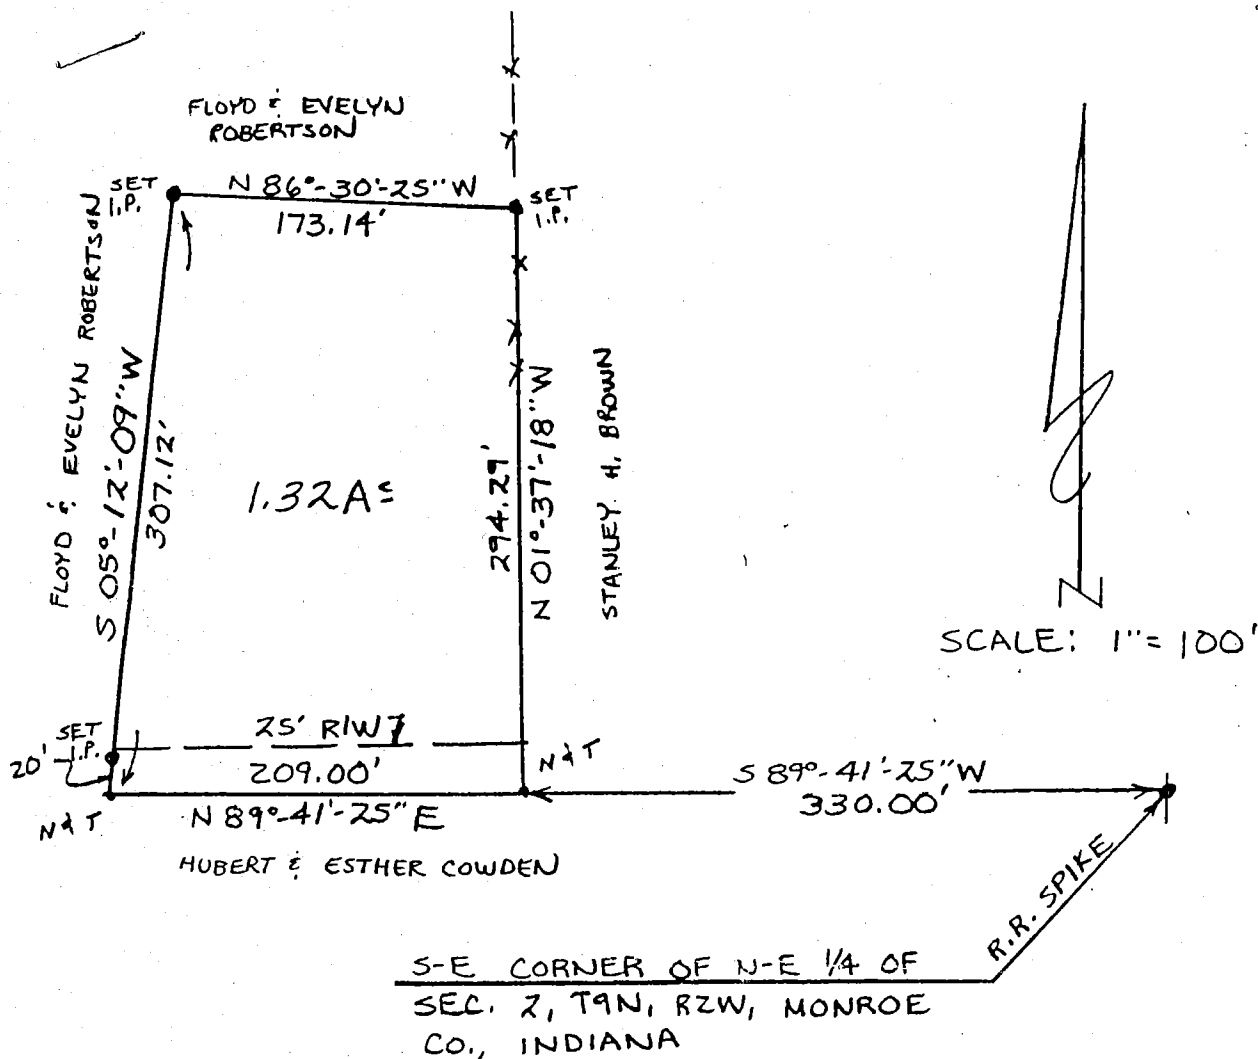 FLOYD & EVELYN
ROBERTSON
SET
I.P.
N 86°-30'-25" W
173.14'
SET
I.P.
FLOYD & EVELYN ROBERTSON
S 05°-12'-09" W
307.12'
1.32 A≤
294.29'
N 01°-37'-18" W
STANLEY H. BROWN
N
SCALE: 1" = 100'
SET
I.P.
20'
25' R/W
209.00'
N & T
N & T
N 89°-41'-25" E
S 89°-41'-25" W
330.00'
HUBERT & ESTHER COWDEN
R.R. SPIKE
S-E CORNER OF N-E 1/4 OF
SEC. 2, T9N, R2W, MONROE
CO., INDIANA